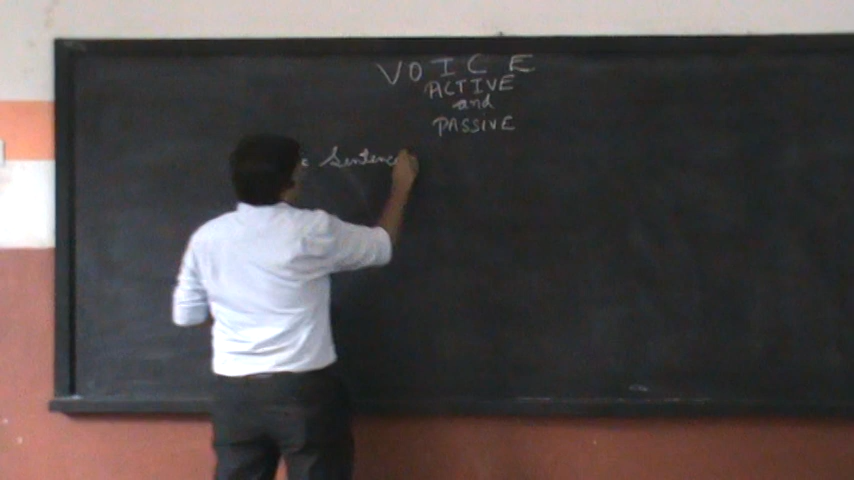 VOICE
ACTIVE
and
PASSIVE
Sentence